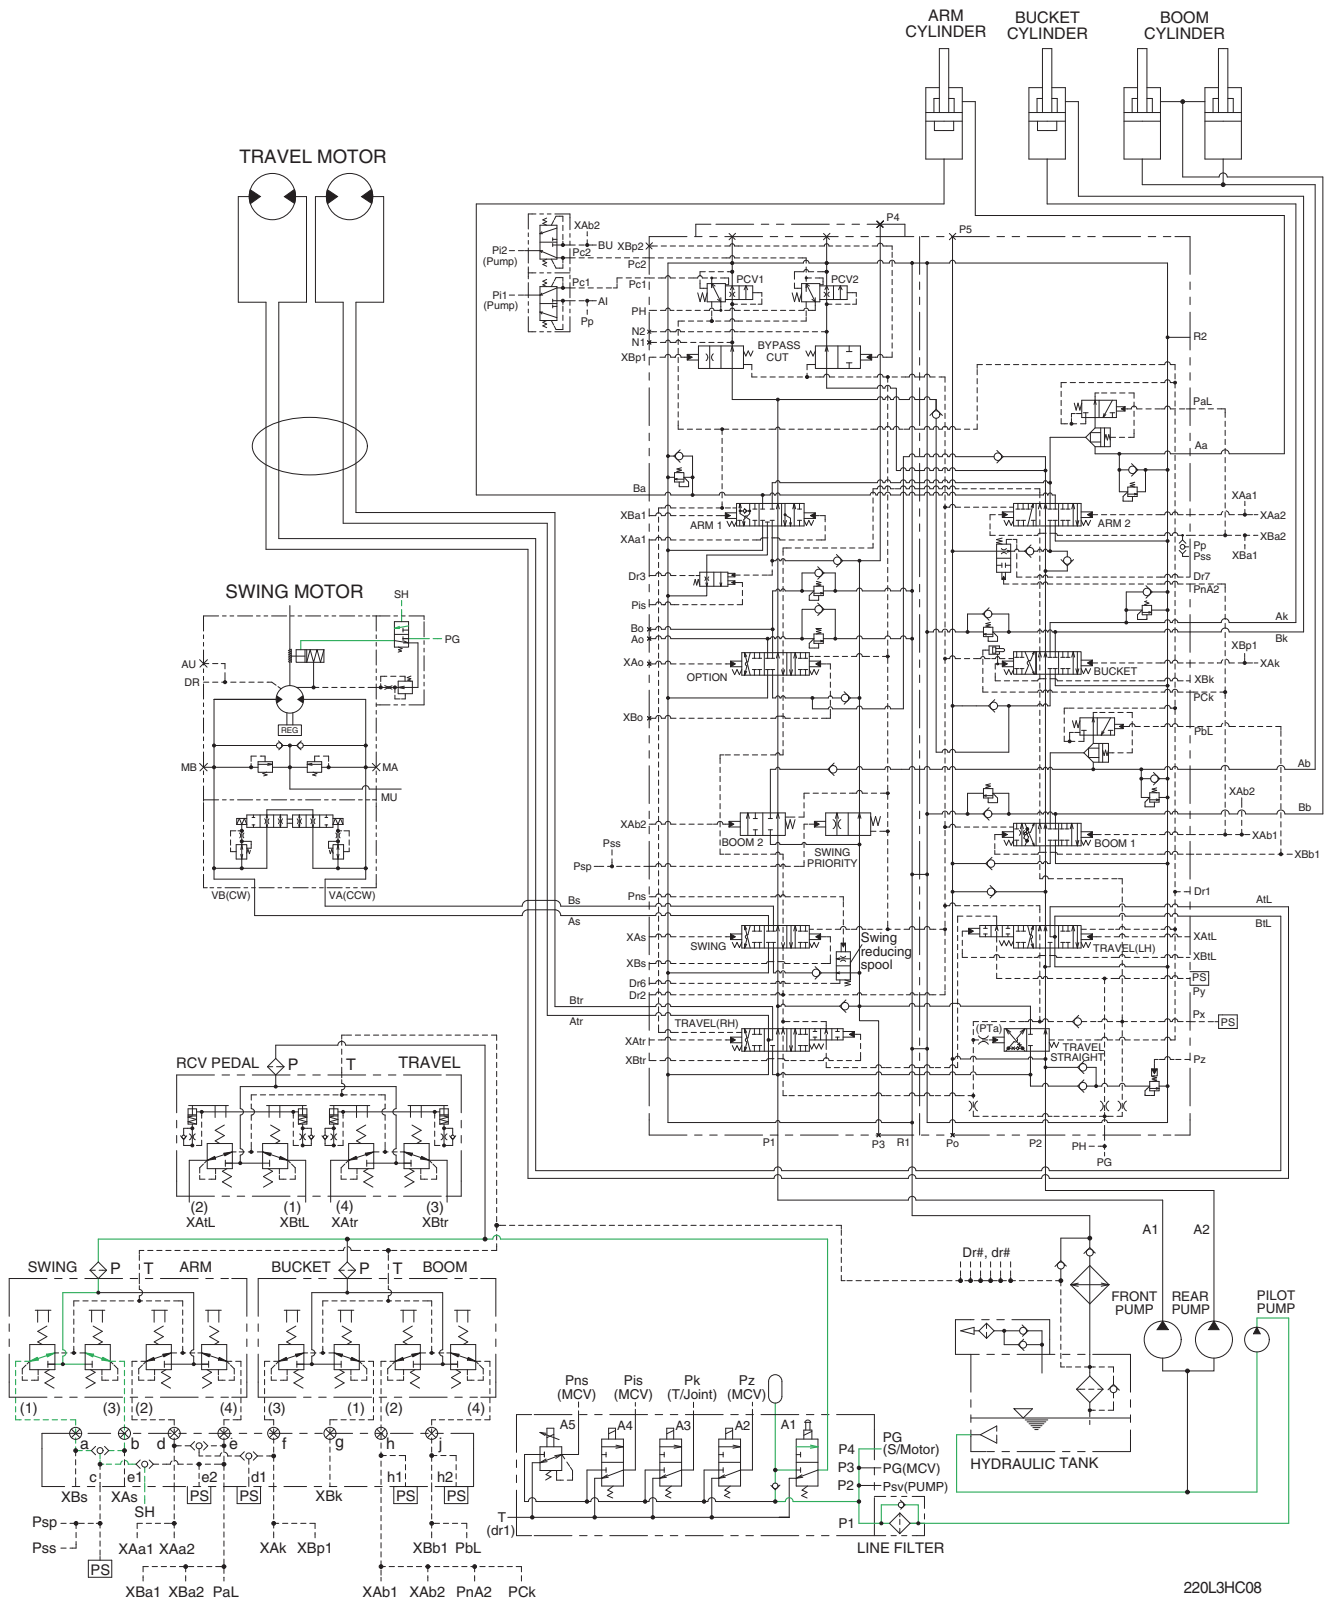 ARM
CYLINDER
BUCKET
CYLINDER
BOOM
CYLINDER
TRAVEL MOTOR
P4
P5
XAb2
BU
XBp2
Pi2
(Pump)
Pc2
Pc2
Pc1
Pc1
PCV1
PCV2
Pi1
(Pump)
AI
Pp
PH
N2
N1
XBp1
BYPASS
CUT
R2
PaL
Aa
Ba
XBa1
ARM 1
XAa1
ARM 2
XAa1
XAa2
XBa2
XBa1
Pp
Pss
Dr3
Dr7
PnA2
Pis
Bo
Ao
Ak
Bk
XAo
OPTION
XBp1
XAk
BUCKET
XBk
PCk
XBo
PbL
Ab
XAb2
Bb
XAb2
BOOM 2
SWING
PRIORITY
BOOM 1
XAb1
XBb1
Pss
Psp
SWING MOTOR
SH
PG
AU
DR
REG
MB
MA
MU
VB(CW)
VA(CCW)
Pns
Bs
As
Dr1
AtL
BtL
XAs
SWING
Swing
reducing
spool
XBs
TRAVEL(LH)
XAtL
XBtL
Dr6
Dr2
PS
Py
Btr
Atr
TRAVEL(RH)
XAtr
XBtr
(PTa)
TRAVEL
STRAIGHT
Px
PS
Pz
P1
P3
R1
Po
P2
PH
PG
RCV PEDAL
P
T
TRAVEL
(2)
XAtL
(1)
XBtL
(4)
XAtr
(3)
XBtr
A1
A2
Dr#, dr#
FRONT
PUMP
REAR
PUMP
PILOT
PUMP
SWING
P
T
ARM
BUCKET
P
T
BOOM
(1)
(3)
(2)
(4)
(3)
(1)
(2)
(4)
a
b
d
e
f
g
h
j
c
e1
e2
d1
h1
h2
XBs
XAs
PS
PS
XBk
PS
PS
SH
Psp
Pss
PS
XAa1
XAa2
XAk
XBp1
XBb1
PbL
XBa1
XBa2
PaL
XAb1
XAb2
PnA2
PCk
Pns
(MCV)
Pis
(MCV)
Pk
(T/Joint)
Pz
(MCV)
A5
A4
A3
A2
A1
T
(dr1)
P4
PG
(S/Motor)
P3
PG(MCV)
P2
Psv(PUMP)
P1
LINE FILTER
HYDRAULIC TANK
220L3HC08